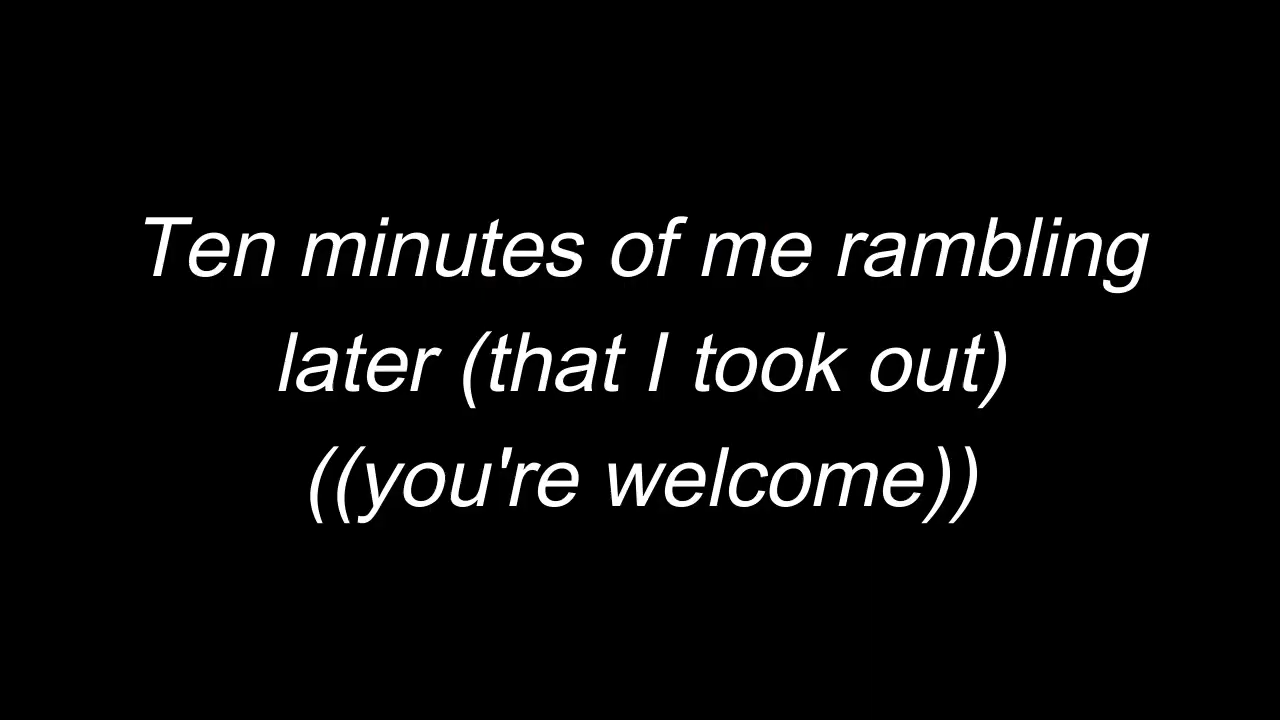 Ten minutes of me rambling
later (that I took out)
((you're welcome))